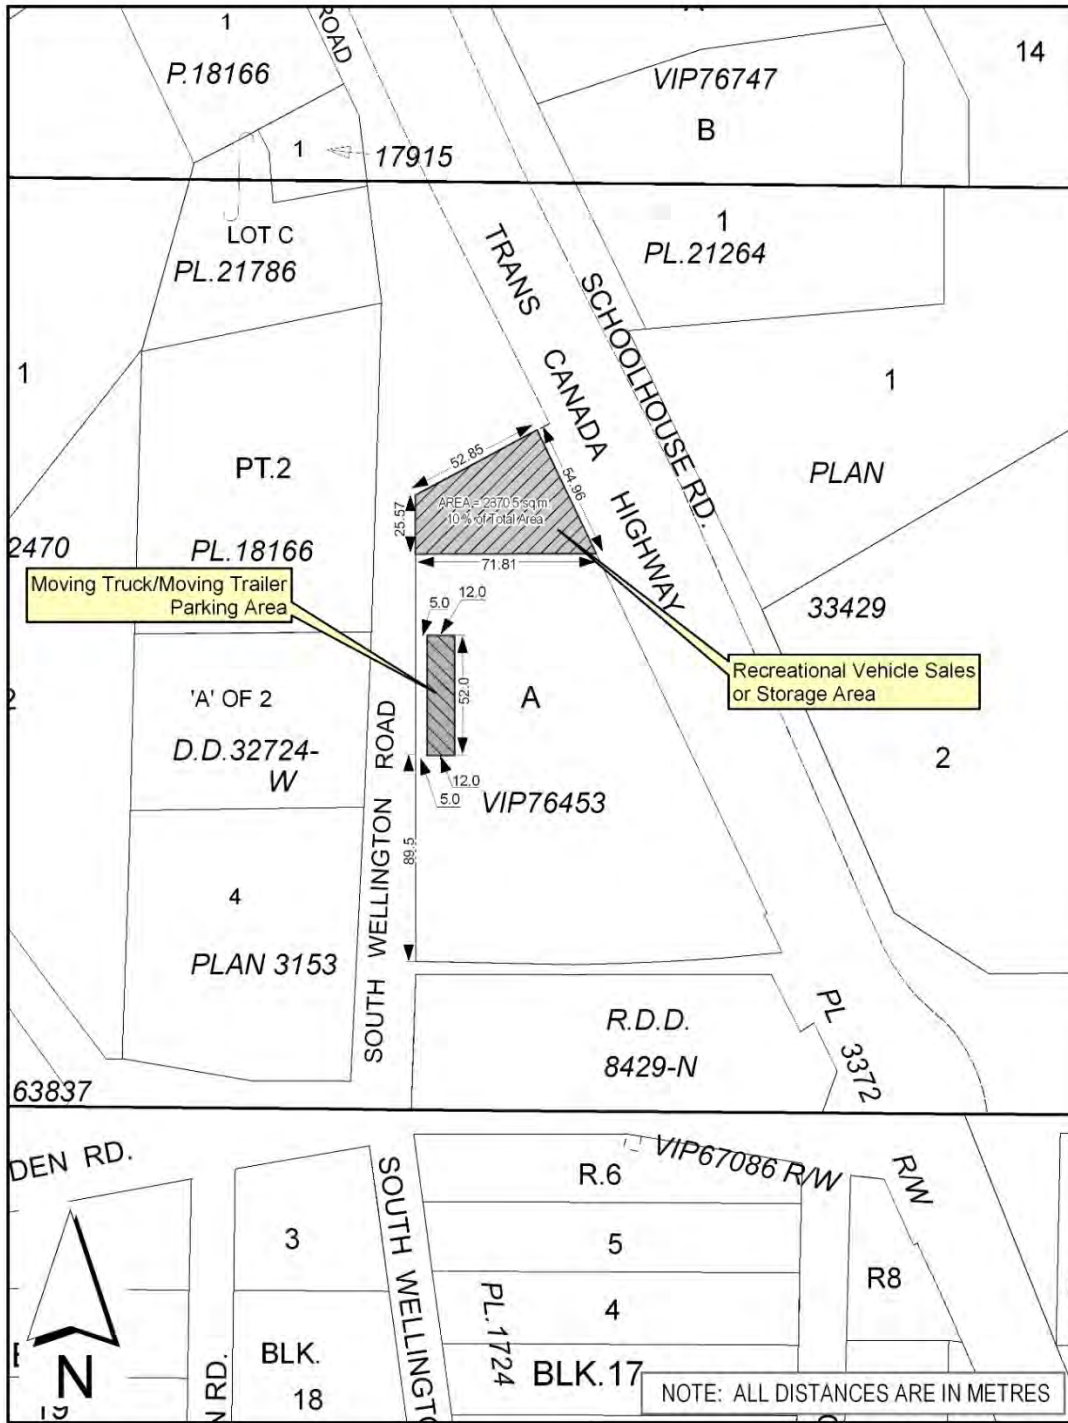 1
P.18166
ROAD
VIP76747
B
14
1
17915
LOT C
PL.21786
1
PL.21264
TRANS CANADA HIGHWAY
SCHOOLHOUSE RD.
1
1
PLAN
33429
PT.2
PL.18166
2470
52.85
54.96
25.57
AREA = 2370.5 sq.m.
10 % of Total Area
71.81
Moving Truck/Moving Trailer
Parking Area
5.0
12.0
52.0
Recreational Vehicle Sales
or Storage Area
'A' OF 2
D.D.32724-
W
A
2
12.0
5.0
VIP76453
89.5
SOUTH WELLINGTON ROAD
4
PLAN 3153
R.D.D.
8429-N
PL 3372
63837
DEN RD.
VIP67086 R/W
R/W
R.6
3
5
R8
SOUTH WELLINGTO
PL.1724
4
BLK.
18
BLK.17
N RD.
N
NOTE: ALL DISTANCES ARE IN METRES